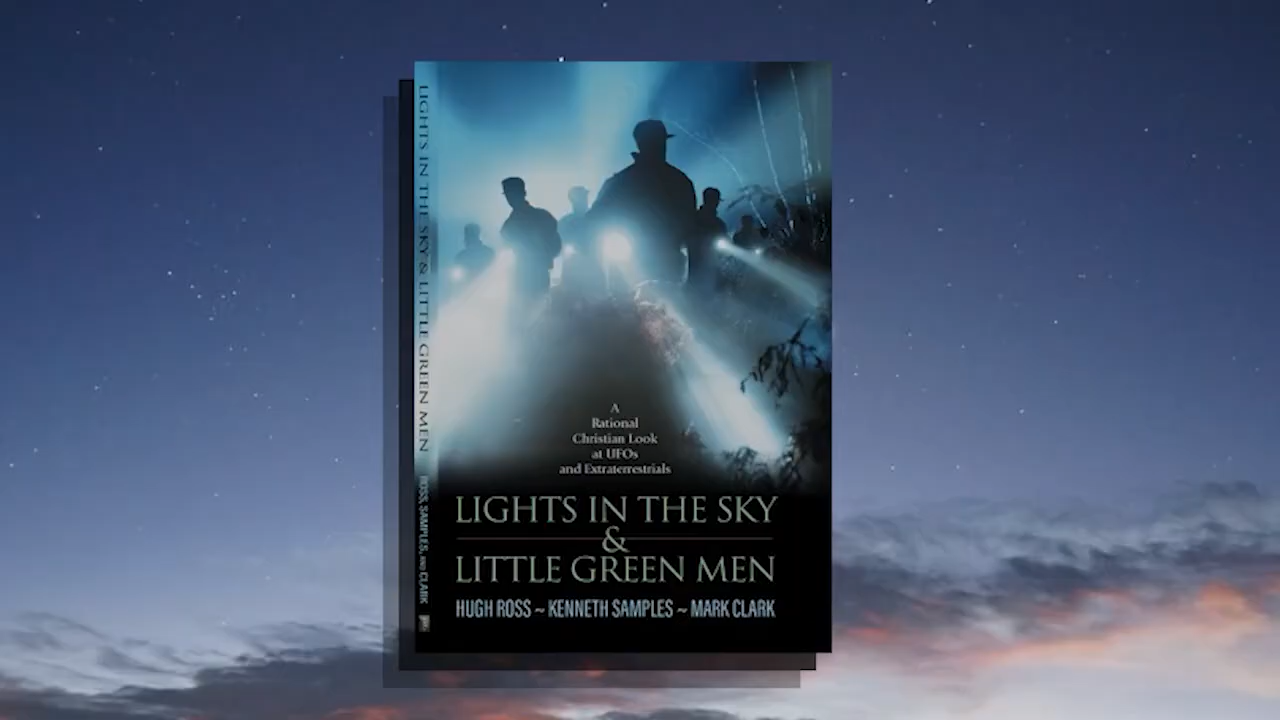 LIGHTS IN THE SKY & LITTLE GREEN MEN
ROSS, SAMPLES, AND CLARK
A
Rational
Christian Look
at UFOs
and Extraterrestrials
LIGHTS IN THE SKY
&
LITTLE GREEN MEN
HUGH ROSS ~ KENNETH SAMPLES ~ MARK CLARK